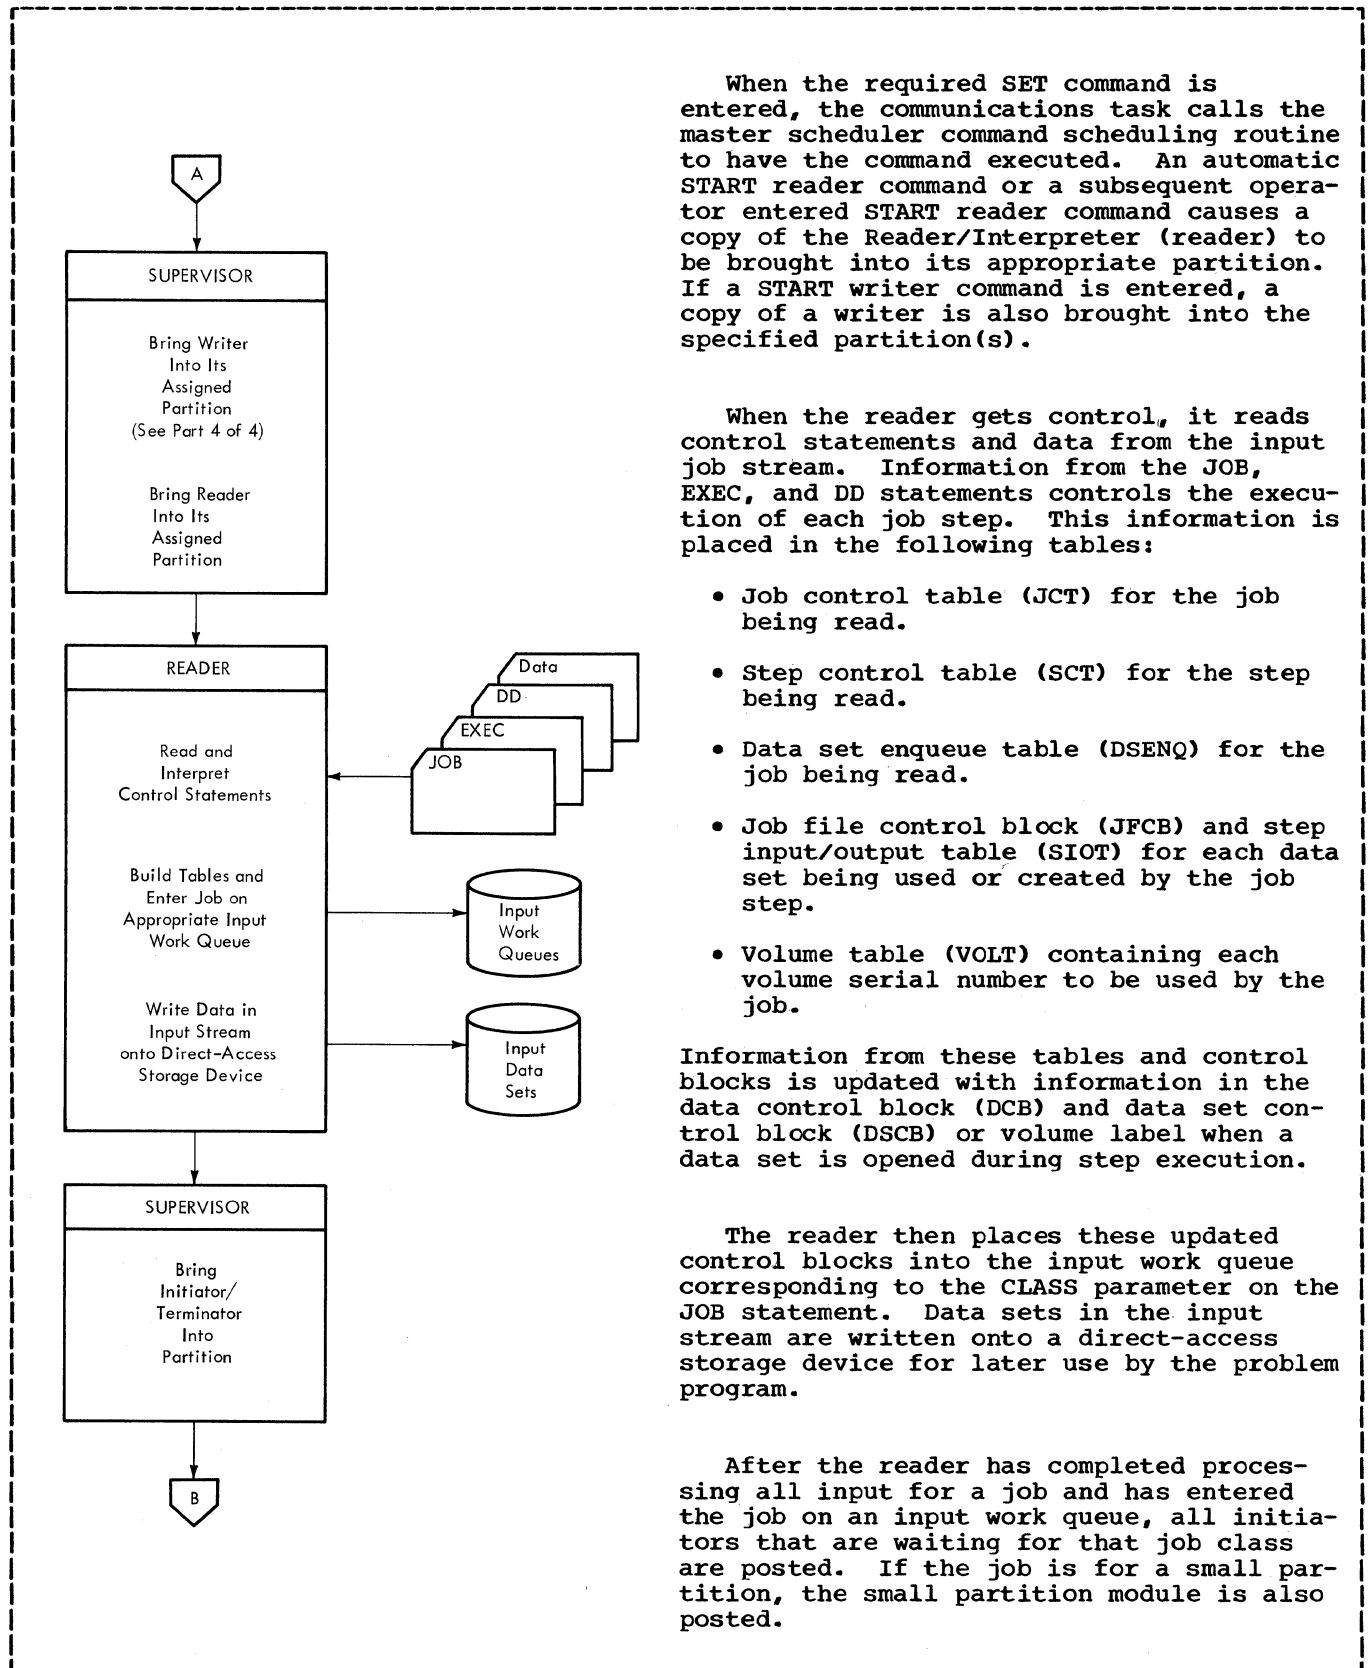 A
SUPERVISOR
Bring Writer
Into Its
Assigned
Partition
(See Part 4 of 4)
Bring Reader
Into Its
Assigned
Partition
READER
Read and
Interpret
Control Statements
Build Tables and
Enter Job on
Appropriate Input
Work Queue
Write Data in
Input Stream
onto Direct-Access
Storage Device
Data
DD
EXEC
JOB
Input
Work
Queues
Input
Data
Sets
SUPERVISOR
Bring
Initiator/
Terminator
Into
Partition
B
When the required SET command is
entered, the communications task calls the
master scheduler command scheduling routine
to have the command executed. An automatic
START reader command or a subsequent opera-
tor entered START reader command causes a
copy of the Reader/Interpreter (reader) to
be brought into its appropriate partition.
If a START writer command is entered, a
copy of a writer is also brought into the
specified partition(s).
When the reader gets control, it reads
control statements and data from the input
job stream. Information from the JOB,
EXEC, and DD statements controls the execu-
tion of each job step. This information is
placed in the following tables:
• Job control table (JCT) for the job
being read.
• Step control table (SCT) for the step
being read.
• Data set enqueue table (DSENQ) for the
job being read.
• Job file control block (JFCB) and step
input/output table (SIOT) for each data
set being used or created by the job
step.
• Volume table (VOLT) containing each
volume serial number to be used by the
job.
Information from these tables and control
blocks is updated with information in the
data control block (DCB) and data set con-
trol block (DSCB) or volume label when a
data set is opened during step execution.
The reader then places these updated
control blocks into the input work queue
corresponding to the CLASS parameter on the
JOB statement. Data sets in the input
stream are written onto a direct-access
storage device for later use by the problem
program.
After the reader has completed proces-
sing all input for a job and has entered
the job on an input work queue, all initia-
tors that are waiting for that job class
are posted. If the job is for a small par-
tition, the small partition module is also
posted.